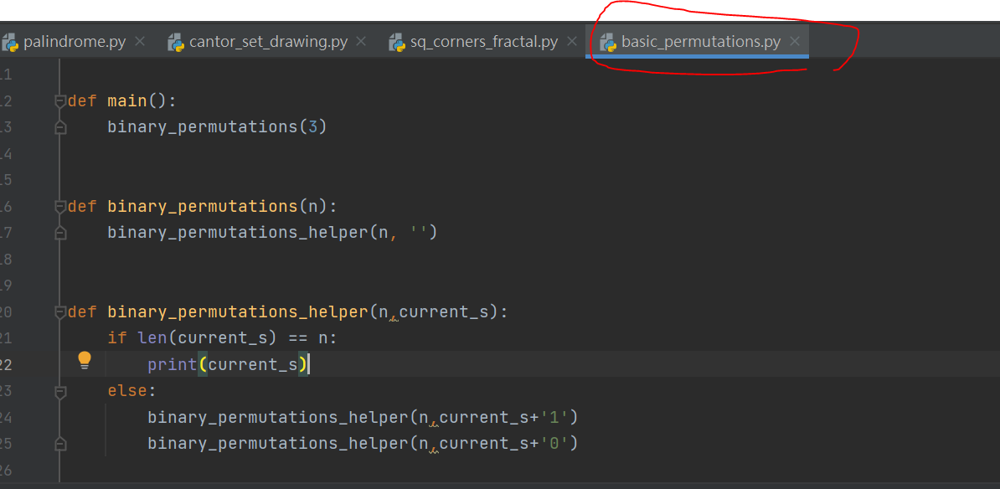 palindrome.py cantor_set_drawing.py sq_corners_fractal.py basic_permutations.py
11
12 def main():
13     binary_permutations(3)
14
15
16 def binary_permutations(n):
17     binary_permutations_helper(n, '')
18
19
20 def binary_permutations_helper(n,current_s):
21     if len(current_s) == n:
22         print(current_s)
23     else:
24         binary_permutations_helper(n,current_s+'1')
25         binary_permutations_helper(n,current_s+'0')
26